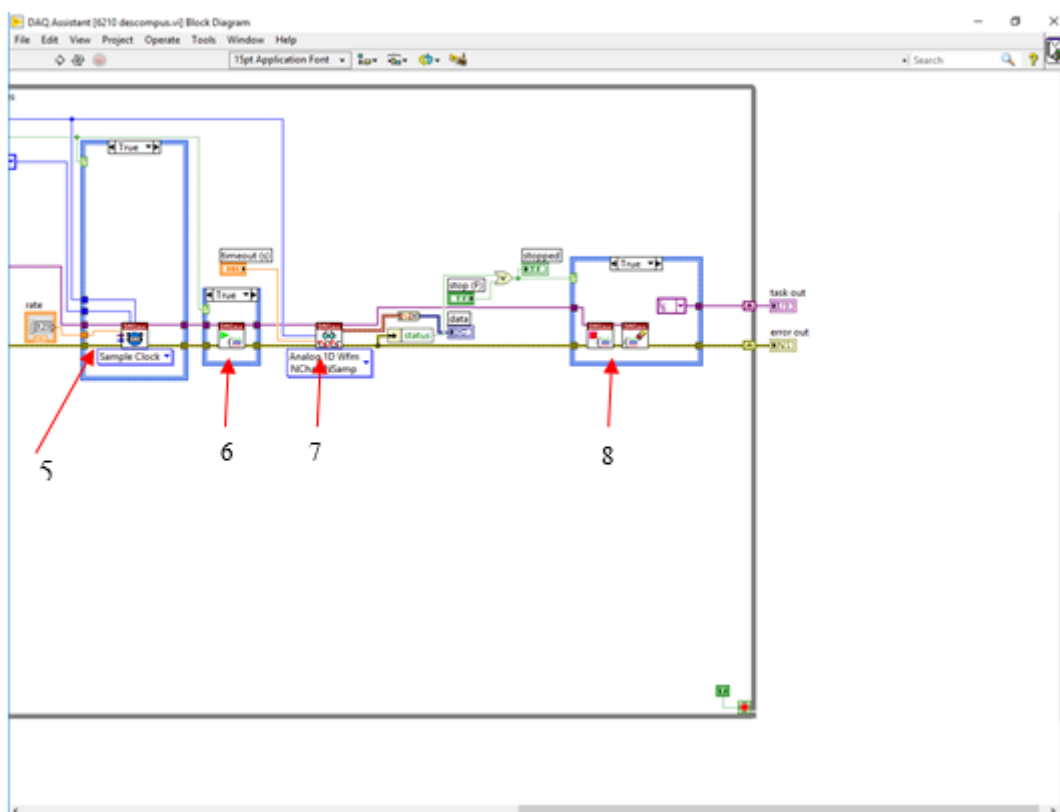 DAQ Assistant [6210 descompus.vi] Block Diagram
File Edit View Project Operate Tools Window Help
15pt Application Font
Search
True
timeout (s)
stopped
True
stop (F)
True
rate
task out
data
status
error out
Sample Clock
Analog 1D Wfm
NChan NSamp
5
6
7
8